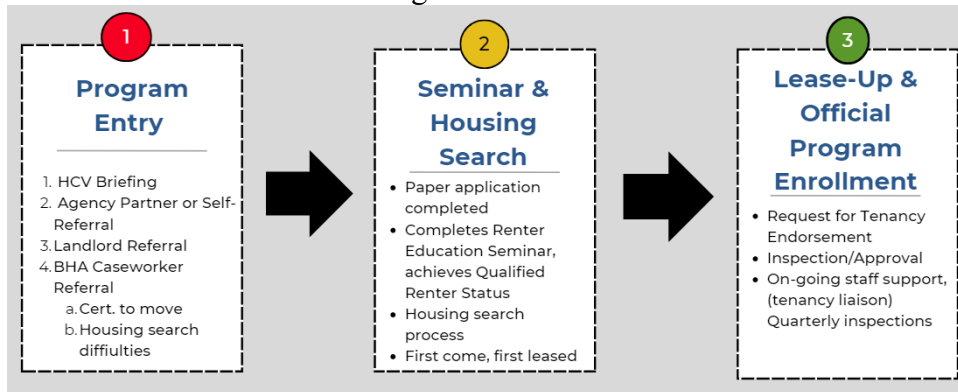 1
Program
Entry
1. HCV Briefing
2. Agency Partner or Self-
Referral
3. Landlord Referral
4. BHA Caseworker
Referral
a. Cert. to move
b. Housing search
diffiulties
2
Seminar &
Housing
Search
• Paper application
completed
• Completes Renter
Education Seminar,
achieves Qualified
Renter Status
• Housing search
process
• First come, first leased
3
Lease-Up &
Official
Program
Enrollment
• Request for Tenancy
Endorsement
• Inspection/Approval
• On-going staff support,
(tenancy liaison)
Quarterly inspections